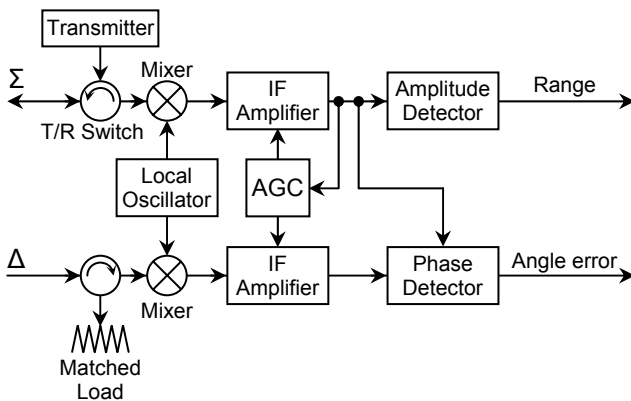 Transmitter
Σ
T/R Switch
Mixer
IF
Amplifier
Amplitude
Detector
Range
Local
Oscillator
AGC
Δ
Mixer
IF
Amplifier
Phase
Detector
Angle error
Matched
Load